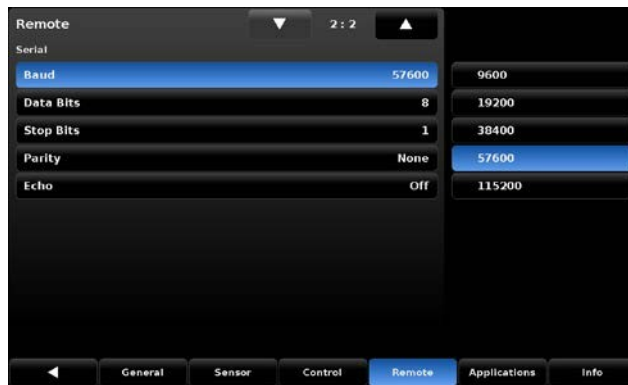 Remote 2 : 2
Serial
Baud 57600
Data Bits 8
Stop Bits 1
Parity None
Echo Off
9600
19200
38400
57600
115200
General Sensor Control Remote Applications Info